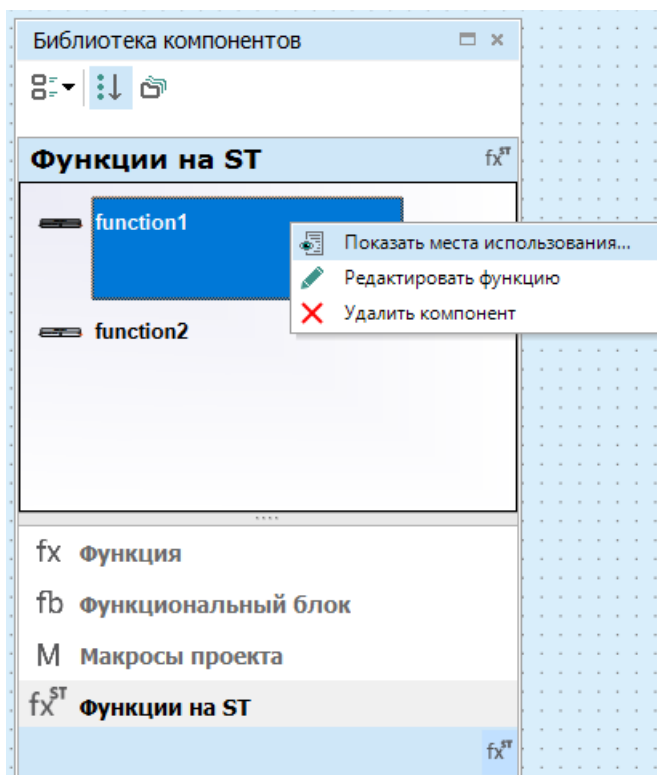 Библиотека компонентов
Функции на ST
fx ST
function1
Показать места использования...
Редактировать функцию
Удалить компонент
function2
fx Функция
fb Функциональный блок
M Макросы проекта
fx ST Функции на ST
fx ST